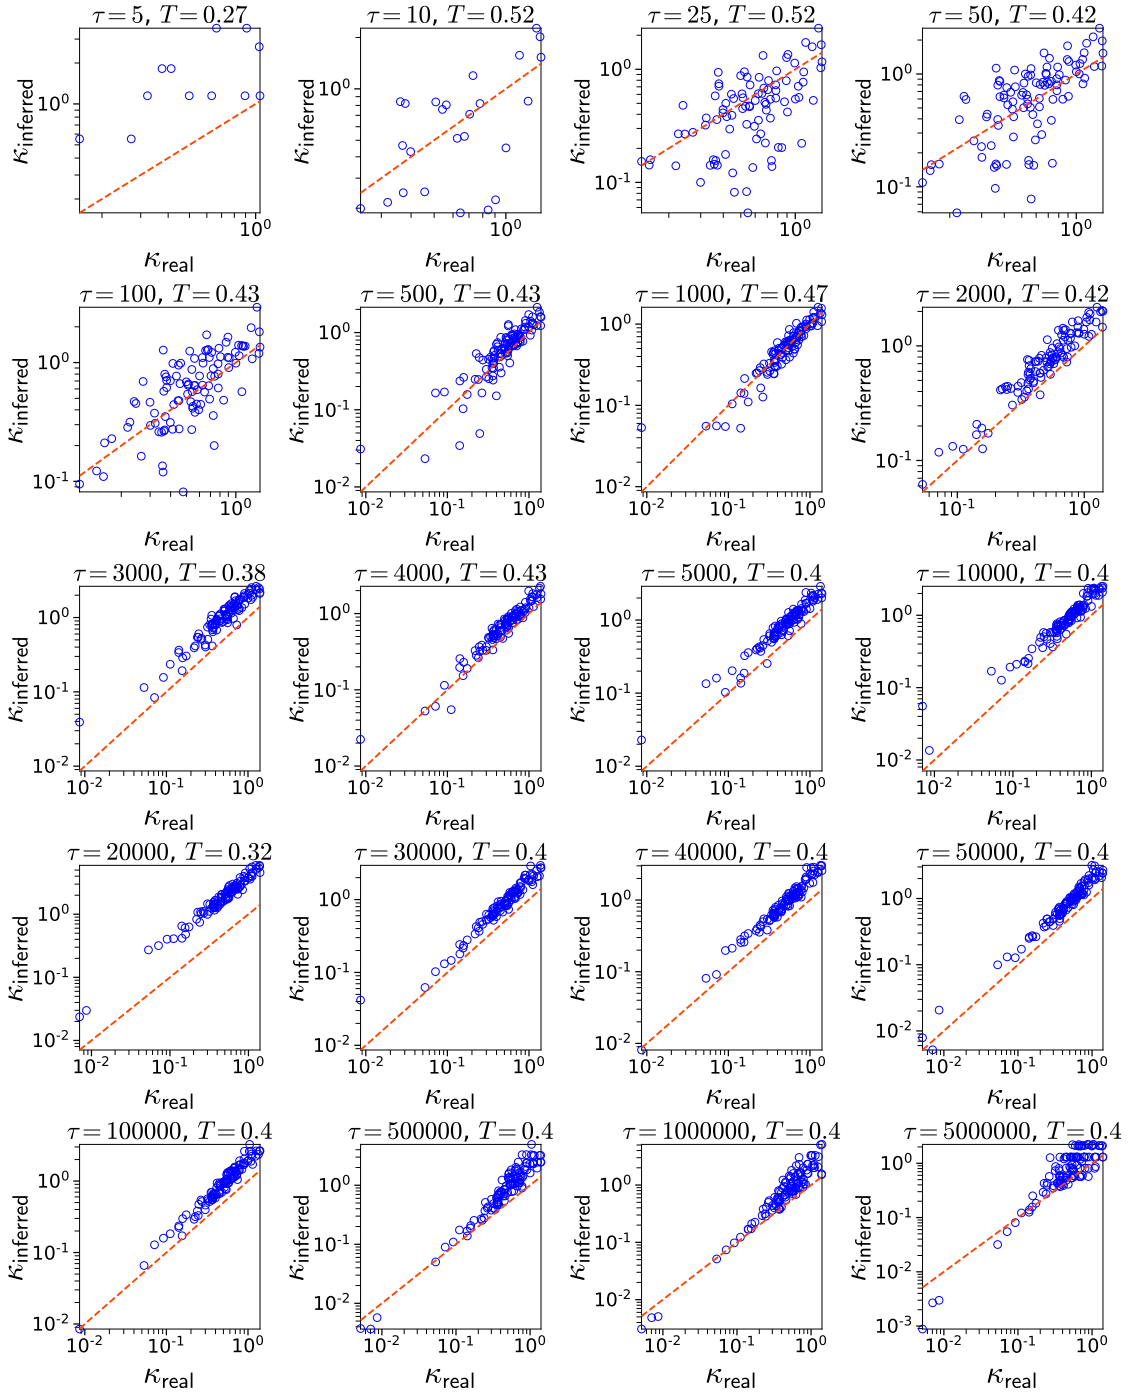 τ = 5, T = 0.27 τ = 10, T = 0.52 τ = 25, T = 0.52 τ = 50, T = 0.42
κinferred 10⁰ κinferred 10⁰ κinferred 10⁰ 10⁻¹ κinferred 10⁰ 10⁻¹
10⁰ 10⁰ 10⁰ 10⁰
κreal κreal κreal κreal
τ = 100, T = 0.43 τ = 500, T = 0.43 τ = 1000, T = 0.47 τ = 2000, T = 0.42
κinferred 10⁰ 10⁻¹ κinferred 10⁰ 10⁻¹ 10⁻² κinferred 10⁰ 10⁻¹ 10⁻² κinferred 10⁰ 10⁻¹
10⁰ 10⁻² 10⁻¹ 10⁰ 10⁻² 10⁻¹ 10⁰ 10⁻¹ 10⁰
κreal κreal κreal κreal
τ = 3000, T = 0.38 τ = 4000, T = 0.43 τ = 5000, T = 0.4 τ = 10000, T = 0.4
κinferred 10⁰ 10⁻¹ 10⁻² κinferred 10⁰ 10⁻¹ 10⁻² κinferred 10⁰ 10⁻¹ 10⁻² κinferred 10⁰ 10⁻¹ 10⁻²
10⁻² 10⁻¹ 10⁰ 10⁻² 10⁻¹ 10⁰ 10⁻² 10⁻¹ 10⁰ 10⁻² 10⁻¹ 10⁰
κreal κreal κreal κreal
τ = 20000, T = 0.32 τ = 30000, T = 0.4 τ = 40000, T = 0.4 τ = 50000, T = 0.4
κinferred 10⁰ 10⁻¹ 10⁻² κinferred 10⁰ 10⁻¹ 10⁻² κinferred 10⁰ 10⁻¹ 10⁻² κinferred 10⁰ 10⁻¹ 10⁻²
10⁻² 10⁻¹ 10⁰ 10⁻² 10⁻¹ 10⁰ 10⁻² 10⁻¹ 10⁰ 10⁻² 10⁻¹ 10⁰
κreal κreal κreal κreal
τ = 100000, T = 0.4 τ = 500000, T = 0.4 τ = 1000000, T = 0.4 τ = 5000000, T = 0.4
κinferred 10⁰ 10⁻¹ 10⁻² κinferred 10⁰ 10⁻¹ 10⁻² κinferred 10⁰ 10⁻¹ 10⁻² κinferred 10⁰ 10⁻¹ 10⁻² 10⁻³
10⁻² 10⁻¹ 10⁰ 10⁻² 10⁻¹ 10⁰ 10⁻² 10⁻¹ 10⁰ 10⁻² 10⁻¹ 10⁰
κreal κreal κreal κreal